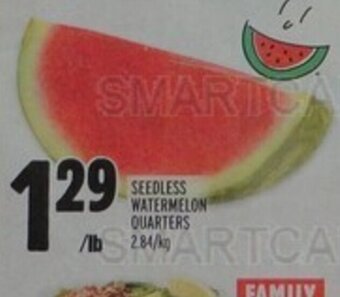 SMARTCA
1.29
/lb
SEEDLESS
WATERMELON
QUARTERS
2.84/kg
SMARTCA
FAMILY